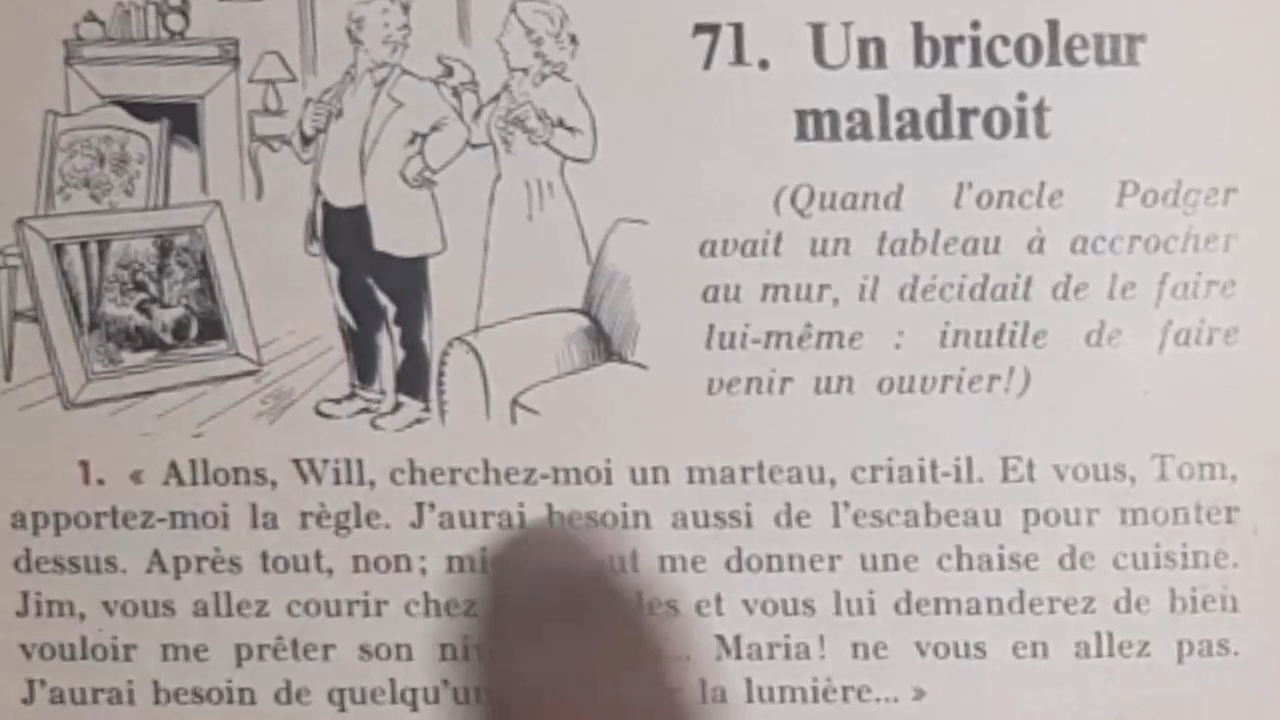 71. Un bricoleur
maladroit
(Quand l'oncle Podger
avait un tableau à accrocher
au mur, il décidait de le faire
lui-même : inutile de faire
venir un ouvrier!)
1. « Allons, Will, cherchez-moi un marteau, criait-il. Et vous, Tom,
apportez-moi la règle. J'aurai besoin aussi de l'escabeau pour monter
dessus. Après tout, non; me donner une chaise de cuisine.
Jim, vous allez courir chez et vous lui demanderez de bien
vouloir me prêter son ... Maria! ne vous en allez pas.
J'aurai besoin de la lumière... »